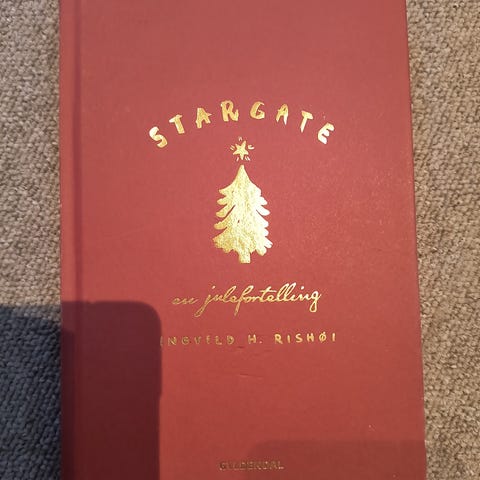 STARGATE
en julefortelling
INGVILD H. RISHØI
GYLDENDAL